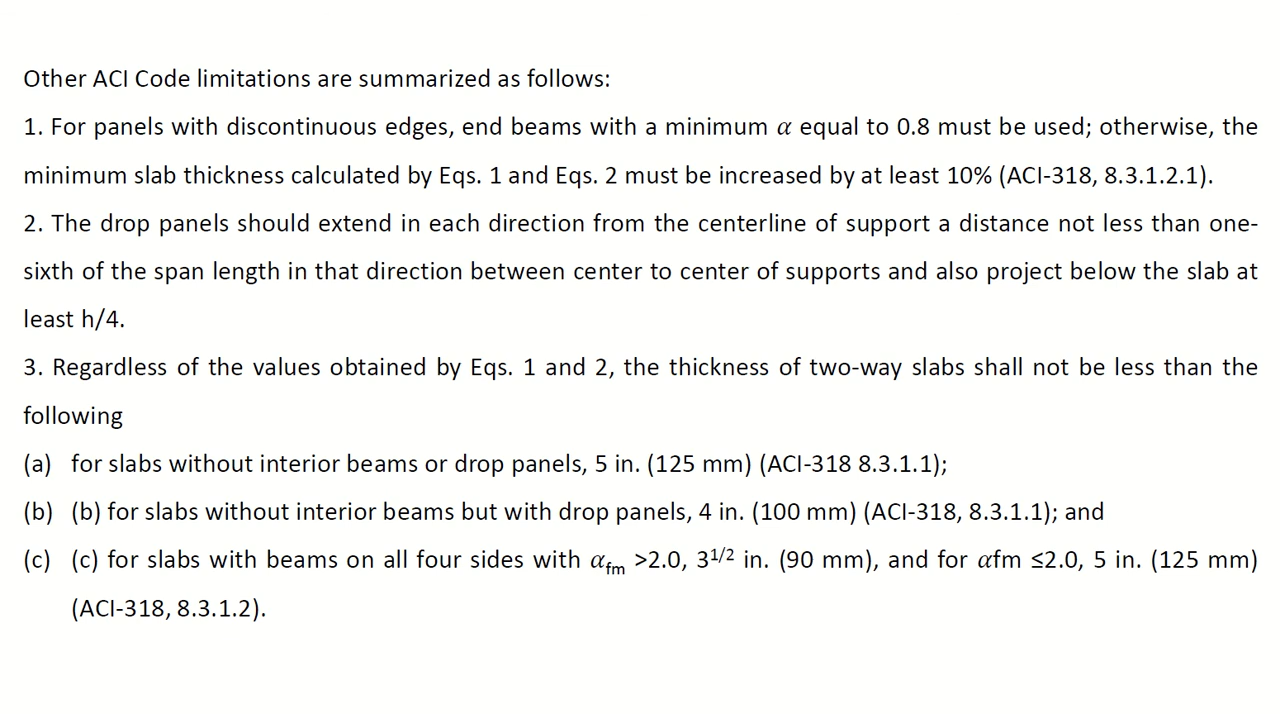 Other ACI Code limitations are summarized as follows:
1. For panels with discontinuous edges, end beams with a minimum α equal to 0.8 must be used; otherwise, the
minimum slab thickness calculated by Eqs. 1 and Eqs. 2 must be increased by at least 10% (ACI-318, 8.3.1.2.1).
2. The drop panels should extend in each direction from the centerline of support a distance not less than one-
sixth of the span length in that direction between center to center of supports and also project below the slab at
least h/4.
3. Regardless of the values obtained by Eqs. 1 and 2, the thickness of two-way slabs shall not be less than the
following
(a) for slabs without interior beams or drop panels, 5 in. (125 mm) (ACI-318 8.3.1.1);
(b) (b) for slabs without interior beams but with drop panels, 4 in. (100 mm) (ACI-318, 8.3.1.1); and
(c) (c) for slabs with beams on all four sides with αfm >2.0, 3^1/2 in. (90 mm), and for αfm ≤2.0, 5 in. (125 mm)
(ACI-318, 8.3.1.2).